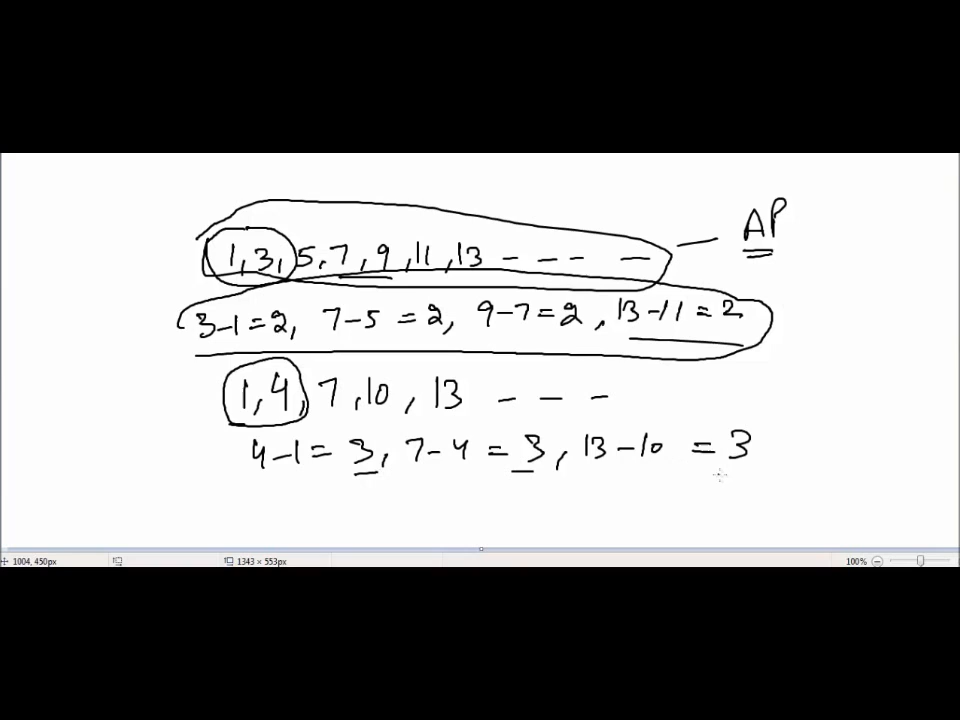 1, 3, 5, 7, 9, 11, 13 - - - - — AP
3-1=2, 7-5=2, 9-7=2, 13-11=2
1, 4, 7, 10, 13 - - -
4-1=3, 7-4=3, 13-10=3
1004, 450px 1343 × 553px 100%